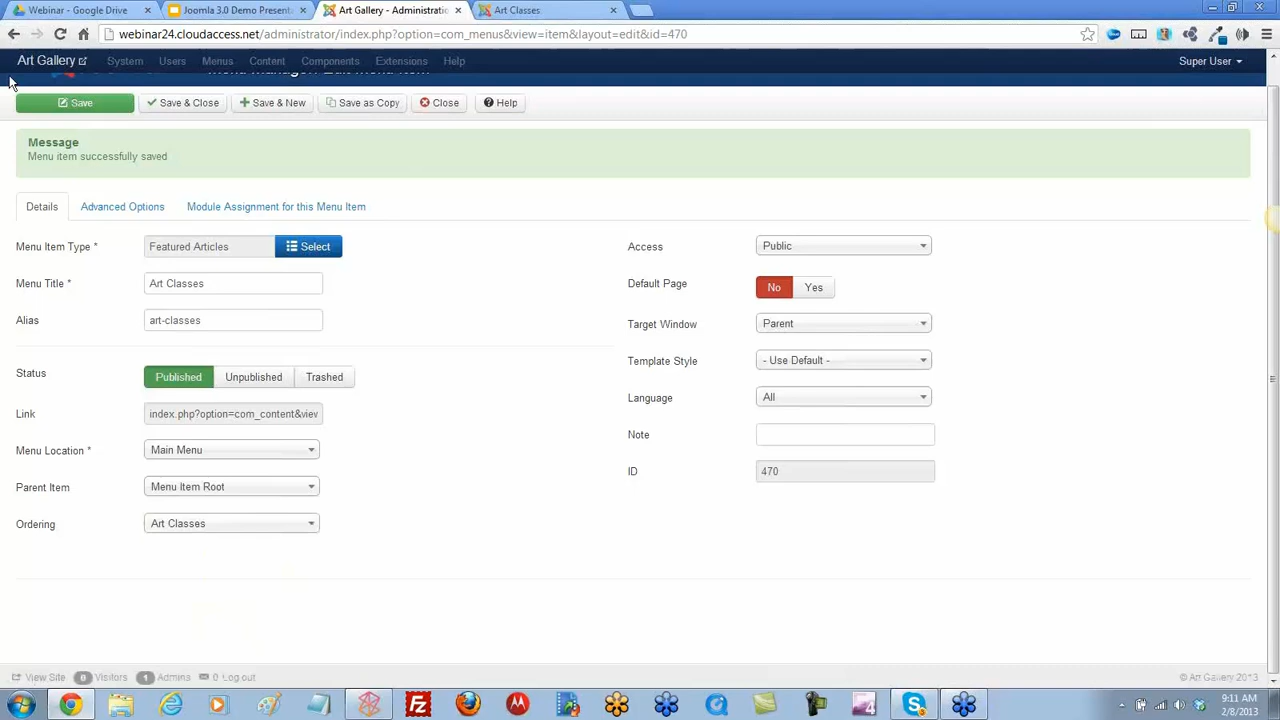 Webinar - Google Drive
Joomla 3.0 Demo Presentat
Art Gallery - Administratio
Art Classes
webinar24.cloudaccess.net/administrator/index.php?option=com_menus&view=item&layout=edit&id=470
Art Gallery
System
Users
Menus
Content
Components
Extensions
Help
Super User
Save
Save & Close
Save & New
Save as Copy
Close
Help
Message
Menu item successfully saved
Details
Advanced Options
Module Assignment for this Menu Item
Menu Item Type *
Featured Articles
Select
Menu Title *
Art Classes
Alias
art-classes
Status
Published
Unpublished
Trashed
Link
index.php?option=com_content&view
Menu Location *
Main Menu
Parent Item
Menu Item Root
Ordering
Art Classes
Access
Public
Default Page
No
Yes
Target Window
Parent
Template Style
- Use Default -
Language
All
Note
ID
470
View Site
0 Visitors
1 Admins
0 Log out
© Art Gallery 2013
9:11 AM
2/8/2013